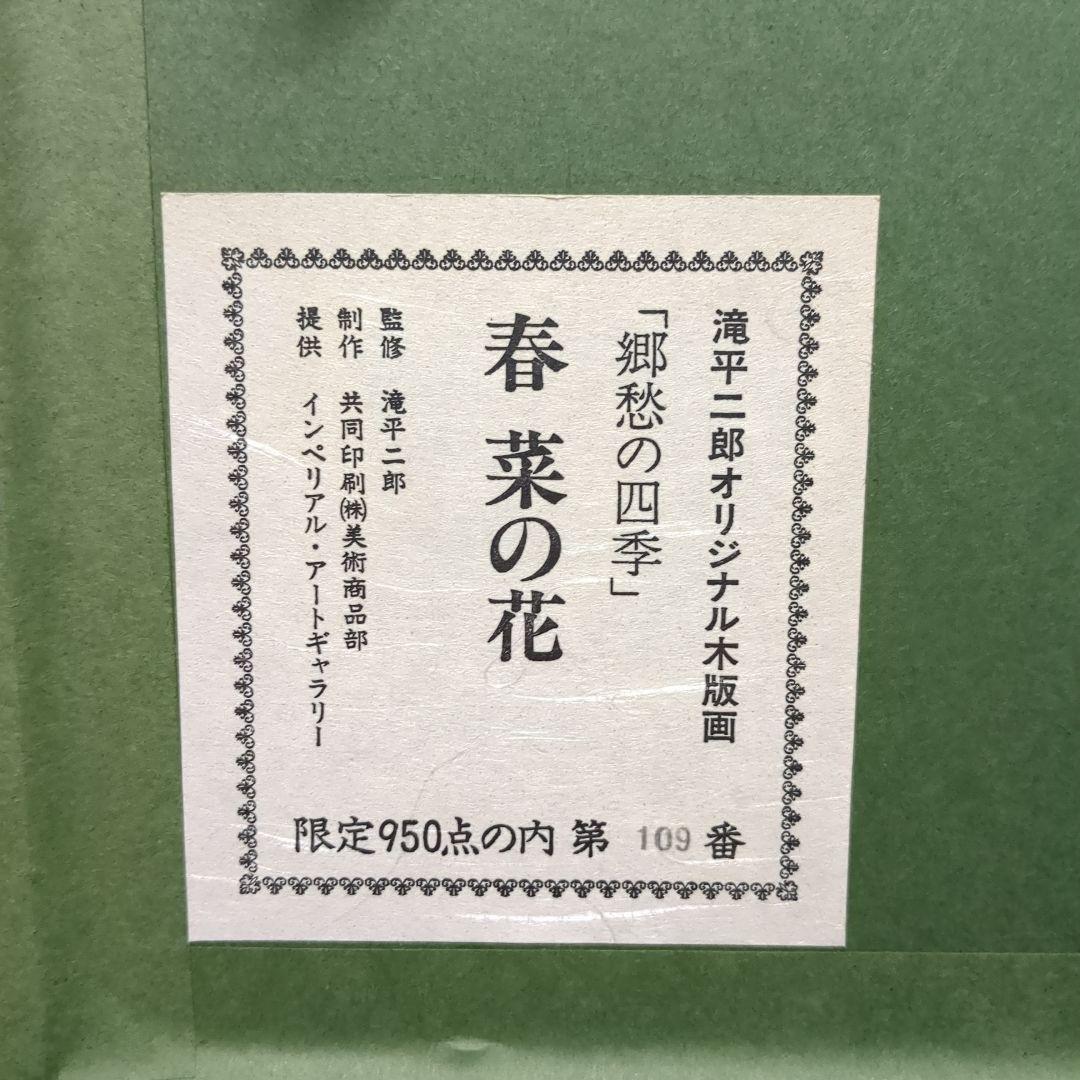 滝平二郎オリジナル木版画
「郷愁の四季」
春 菜の花
監修 滝平二郎
制作 共同印刷㈱美術商品部
提供 インペリアル・アートギャラリー
限定950点の内 第 109 番